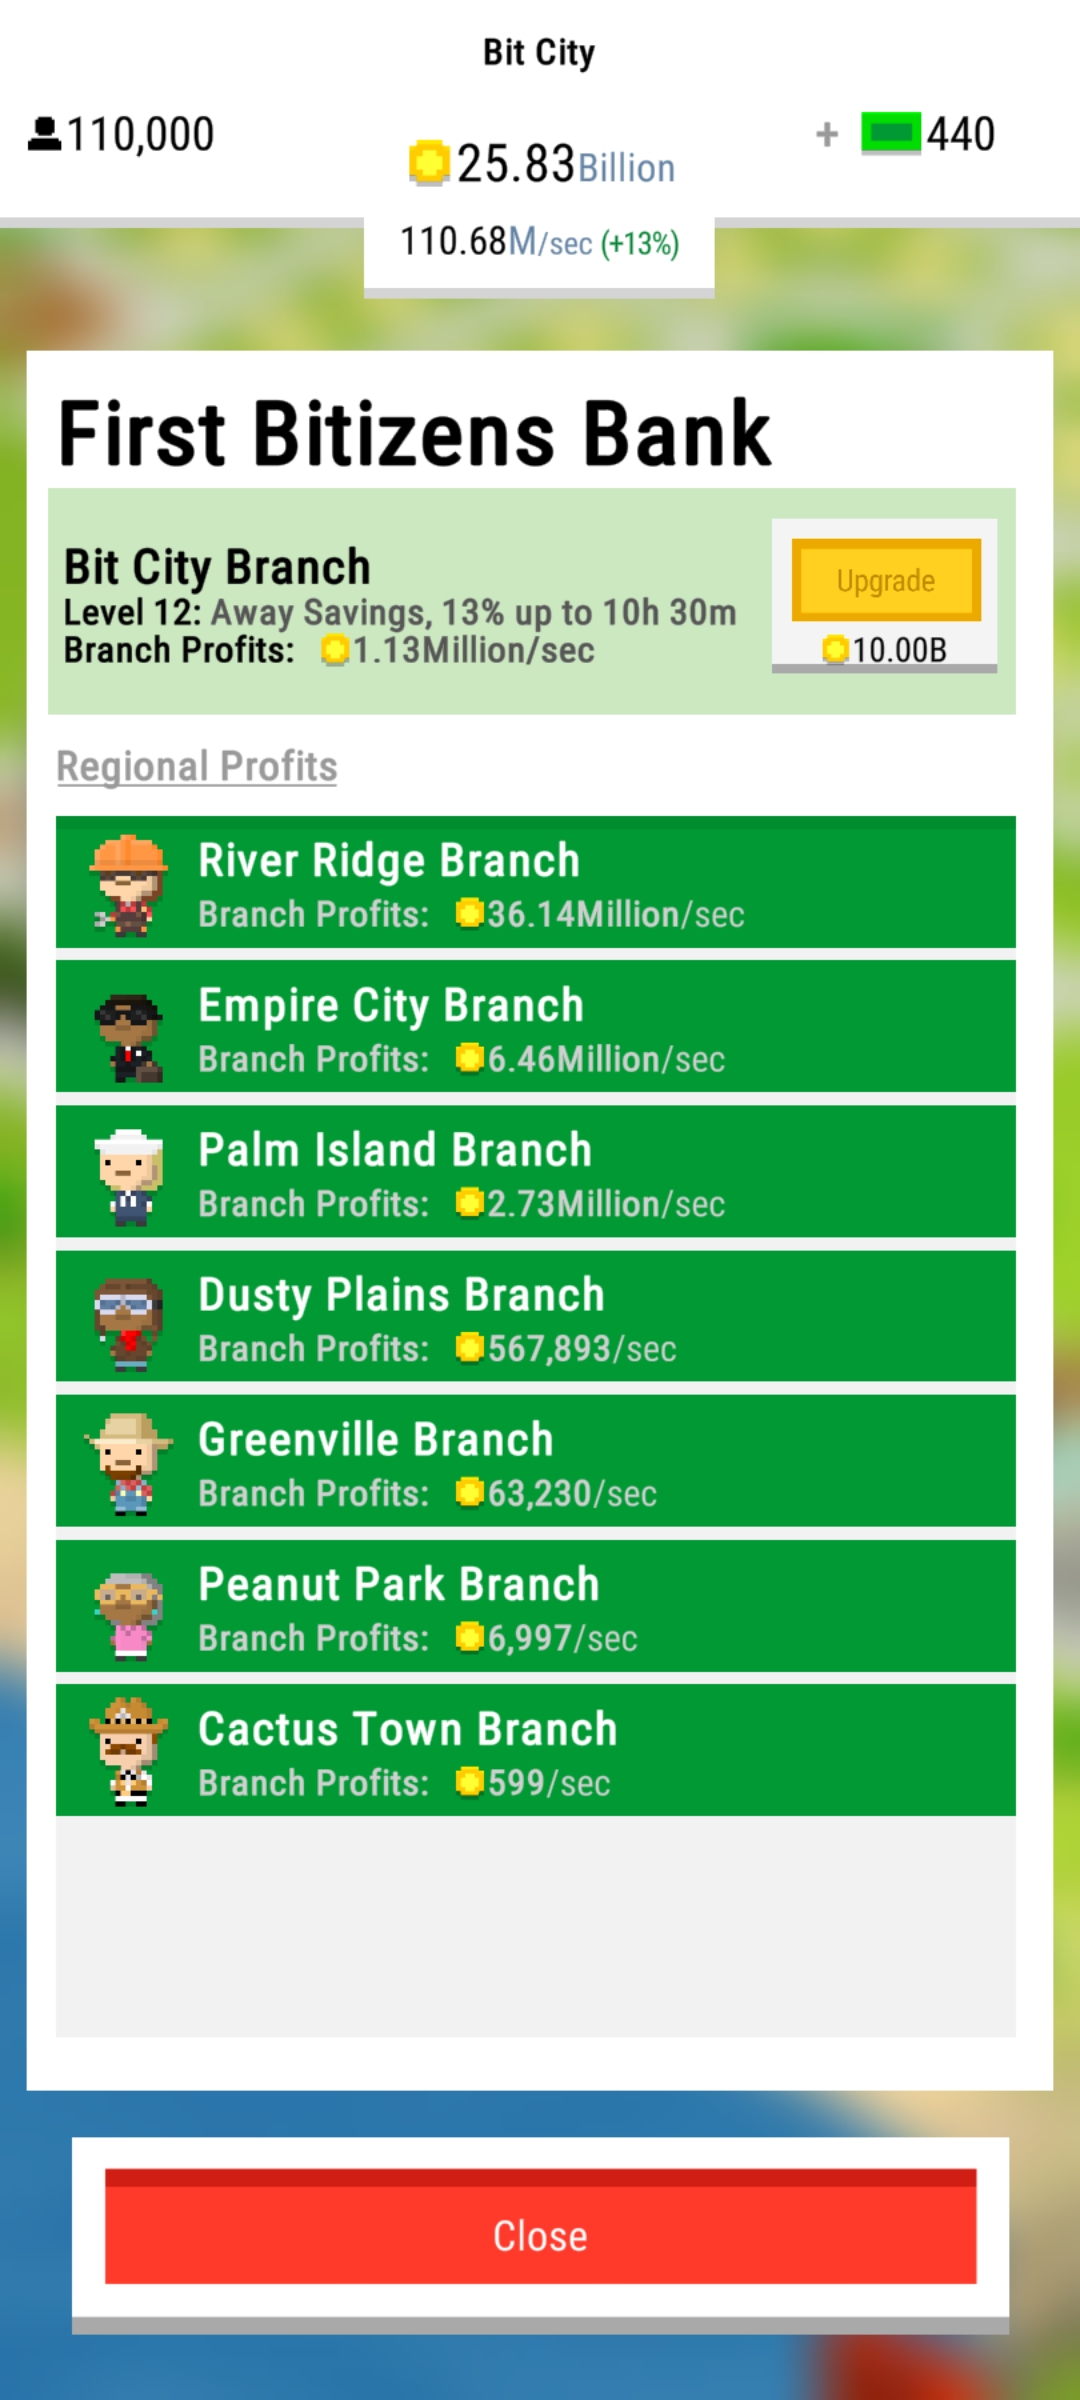 Bit City
110,000
25.83Billion
+ 440
110.68M/sec (+13%)
First Bitizens Bank
Bit City Branch
Level 12: Away Savings, 13% up to 10h 30m
Branch Profits: 1.13Million/sec
Upgrade
10.00B
Regional Profits
River Ridge Branch
Branch Profits: 36.14Million/sec
Empire City Branch
Branch Profits: 6.46Million/sec
Palm Island Branch
Branch Profits: 2.73Million/sec
Dusty Plains Branch
Branch Profits: 567,893/sec
Greenville Branch
Branch Profits: 63,230/sec
Peanut Park Branch
Branch Profits: 6,997/sec
Cactus Town Branch
Branch Profits: 599/sec
Close